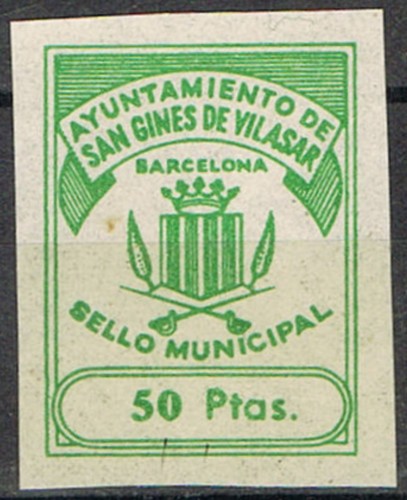 AYUNTAMIENTO DE
SAN GINES DE VILASAR
BARCELONA
SELLO MUNICIPAL
50 Ptas.